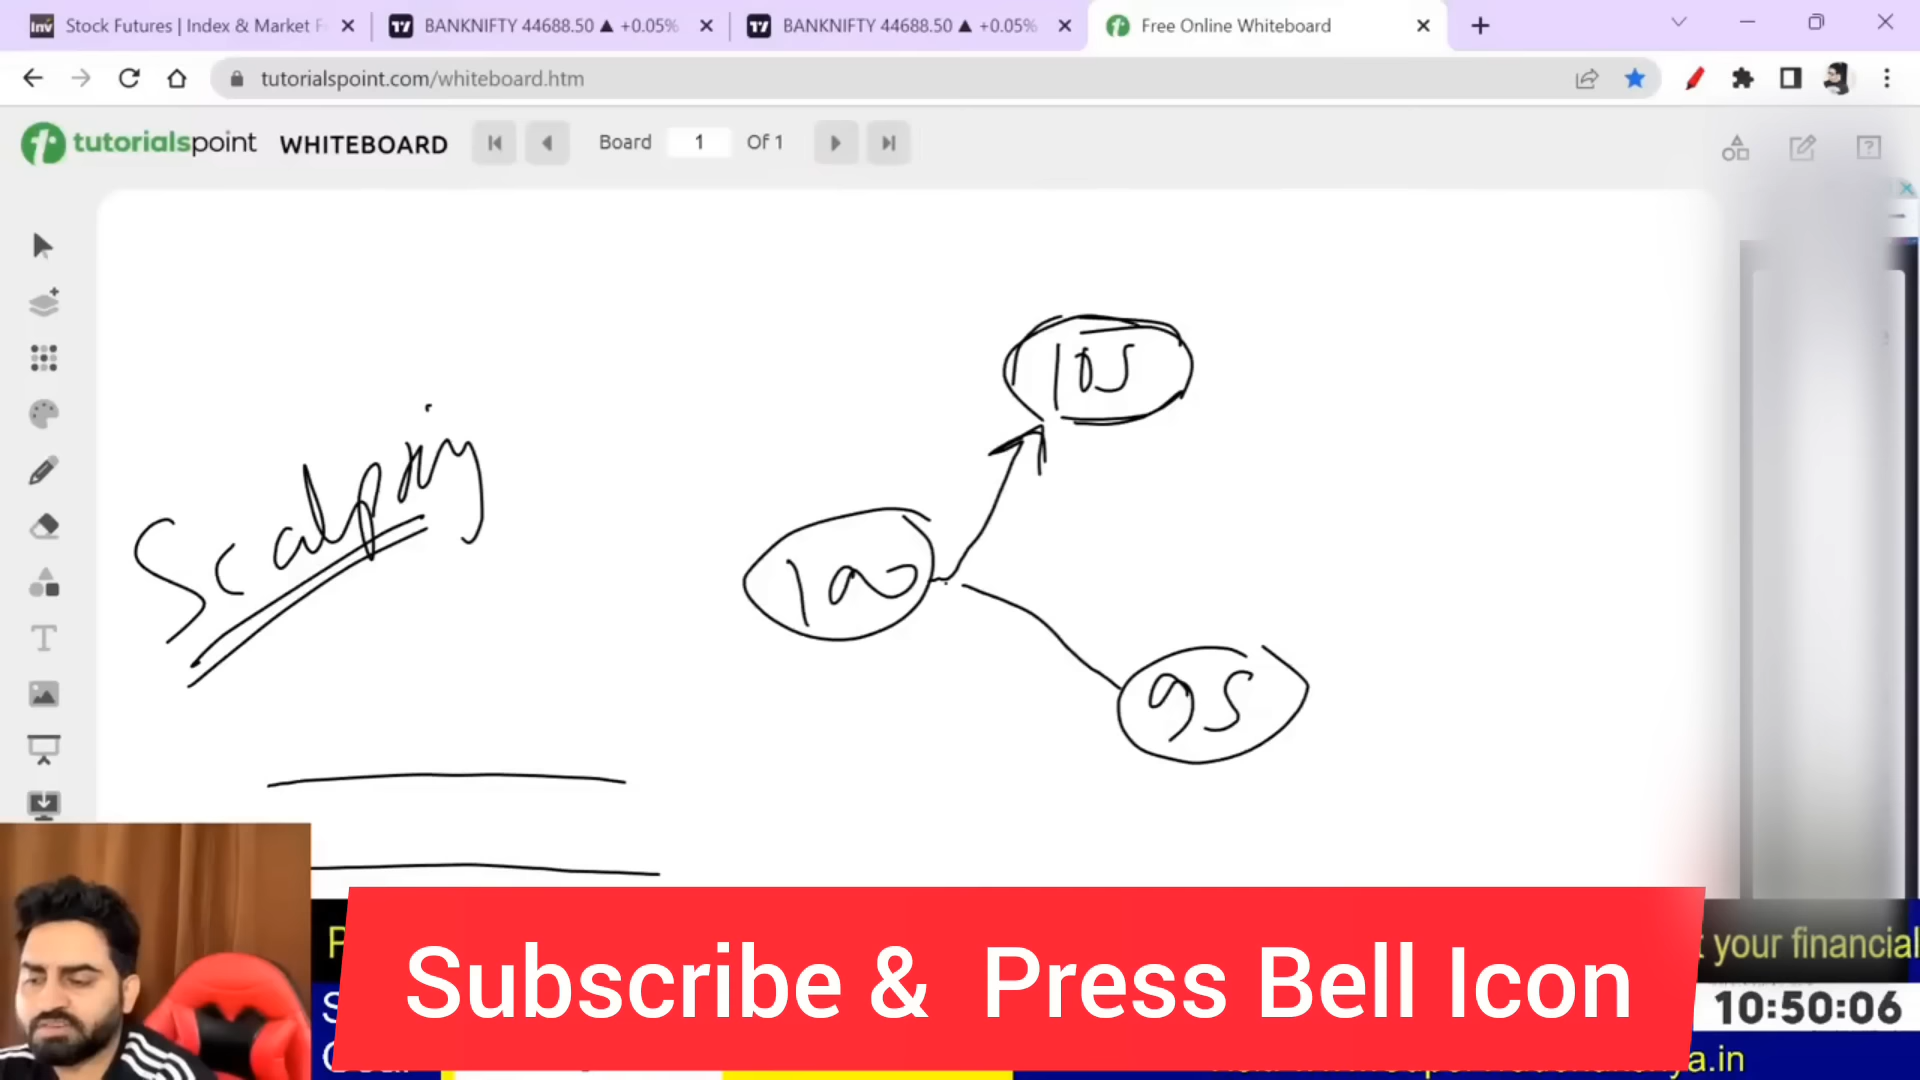 Stock Futures | Index & Market F
BANKNIFTY 44688.50 ▲ +0.05%
BANKNIFTY 44688.50 ▲ +0.05%
Free Online Whiteboard
tutorialspoint.com/whiteboard.htm
tutorialspoint WHITEBOARD
Board 1 Of 1
105
Scalping
100
95
Subscribe & Press Bell Icon
t your financial
10:50:06
ya.in